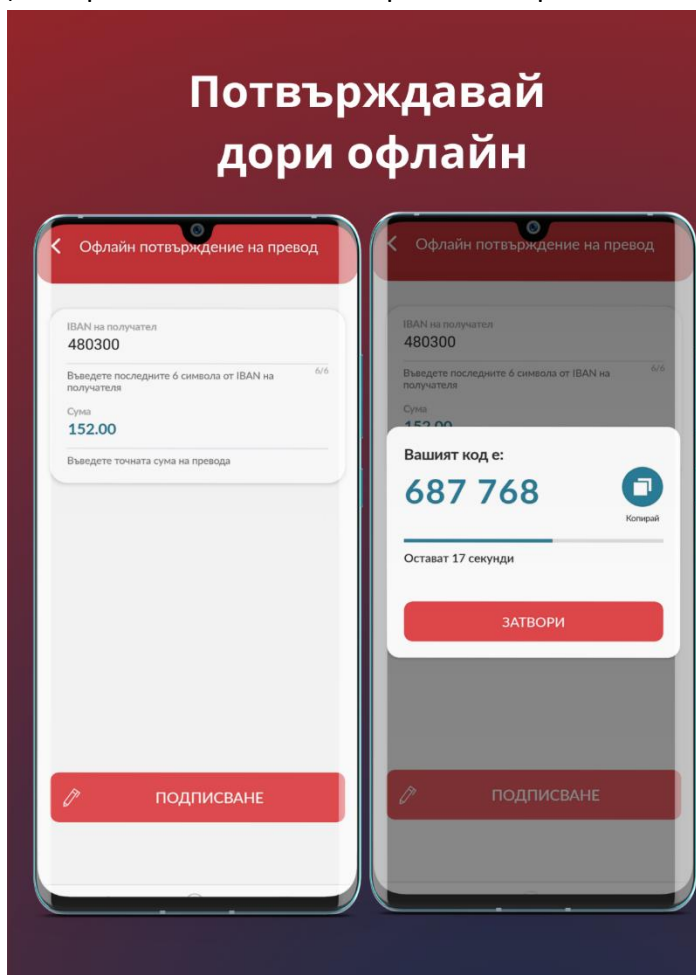 Потвърждавай
дори офлайн
Офлайн потвърждение на превод
IBAN на получател
480300
Въведете последните 6 символа от IBAN на
получателя
6/6
Сума
152.00
Въведете точната сума на превода
ПОДПИСВАНЕ
Офлайн потвърждение на превод
IBAN на получател
480300
Въведете последните 6 символа от IBAN на
получателя
6/6
Сума
152.00
Вашият код е:
687 768
Копирай
Остават 17 секунди
ЗАТВОРИ
ПОДПИСВАНЕ